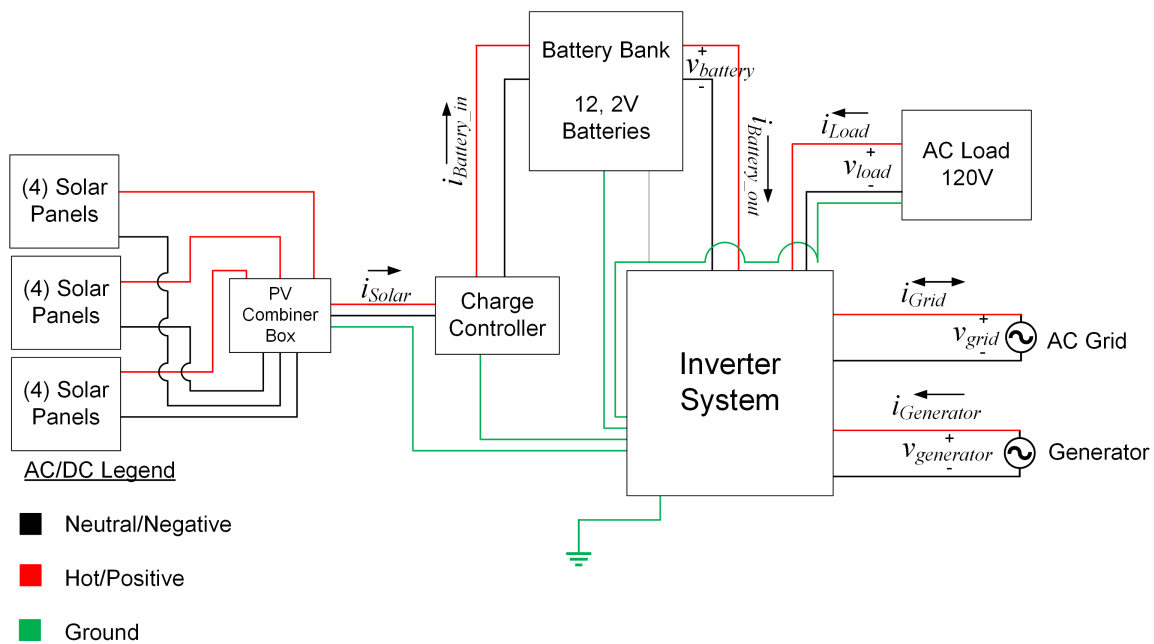 Battery Bank
12, 2V
Batteries
+
v_battery
-
i_Battery_in
i_Battery_out
i_Load
+
v_load
-
AC Load
120V
(4) Solar
Panels
(4) Solar
Panels
(4) Solar
Panels
PV
Combiner
Box
i_Solar
Charge
Controller
Inverter
System
i_Grid
+
v_grid
-
AC Grid
i_Generator
+
v_generator
-
Generator
AC/DC Legend
Neutral/Negative
Hot/Positive
Ground